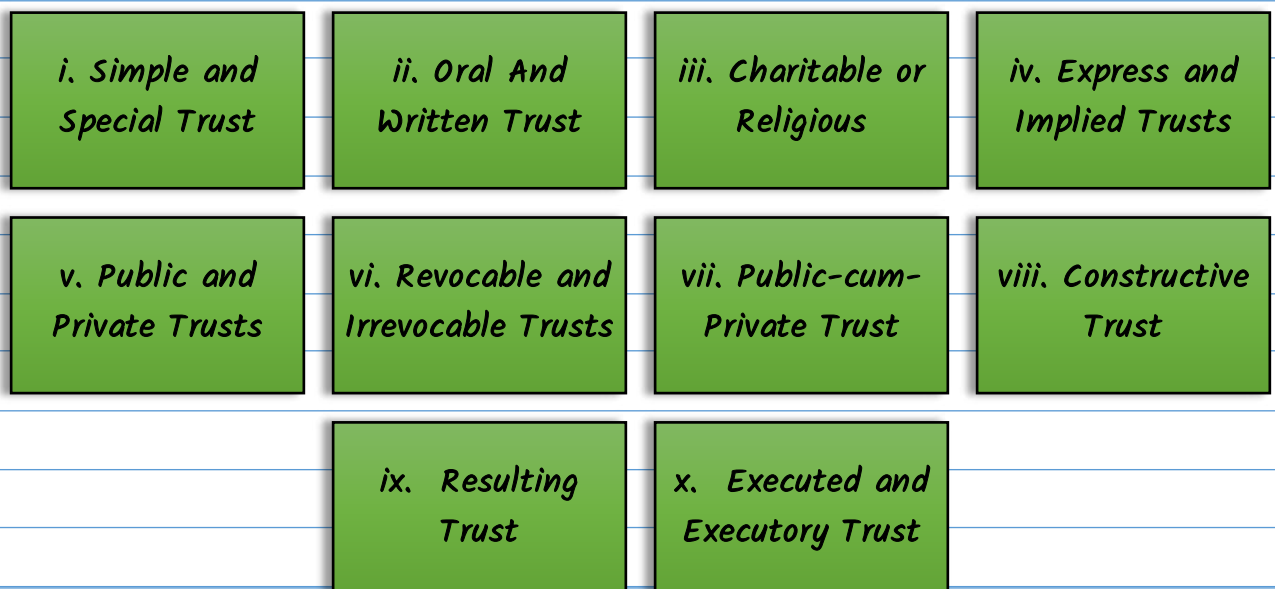 i. Simple and
Special Trust
ii. Oral And
Written Trust
iii. Charitable or
Religious
iv. Express and
Implied Trusts
v. Public and
Private Trusts
vi. Revocable and
Irrevocable Trusts
vii. Public-cum-
Private Trust
viii. Constructive
Trust
ix. Resulting
Trust
x. Executed and
Executory Trust